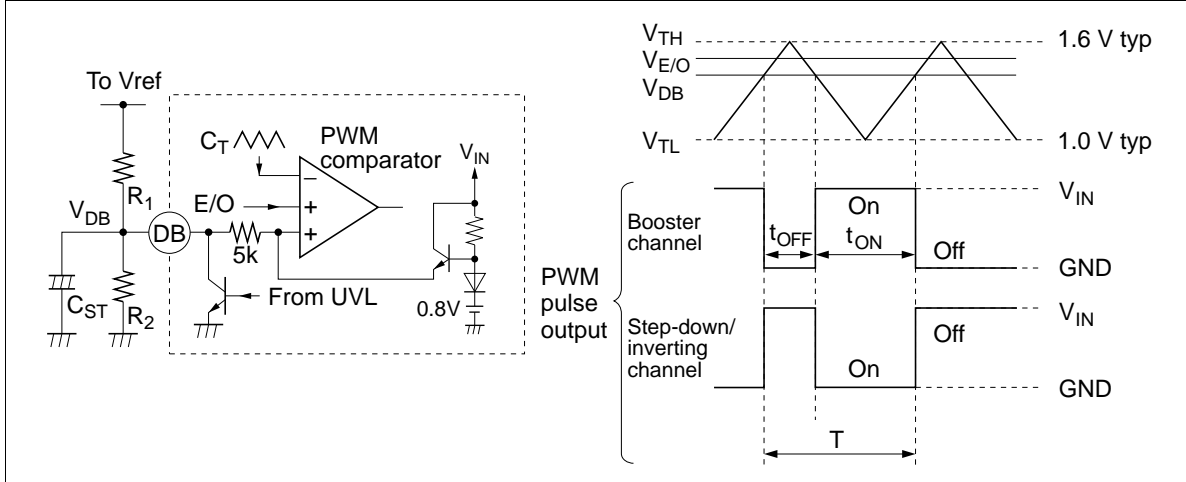 To Vref
R1
VDB
DB
CST
R2
CT
PWM
comparator
E/O
5k
From UVL
VIN
0.8V
VTH
VE/O
VDB
VTL
1.6 V typ
1.0 V typ
PWM
pulse
output
Booster
channel
tOFF
tON
On
Off
VIN
GND
Step-down/
inverting
channel
On
Off
VIN
GND
T